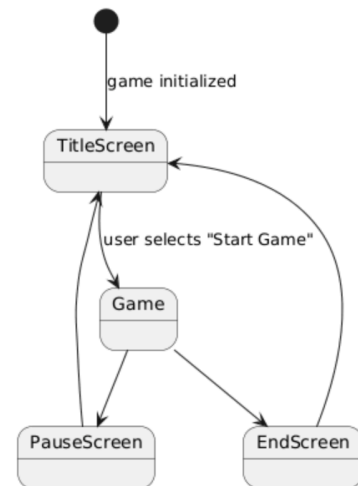 game initialized
TitleScreen
user selects "Start Game"
Game
PauseScreen
EndScreen